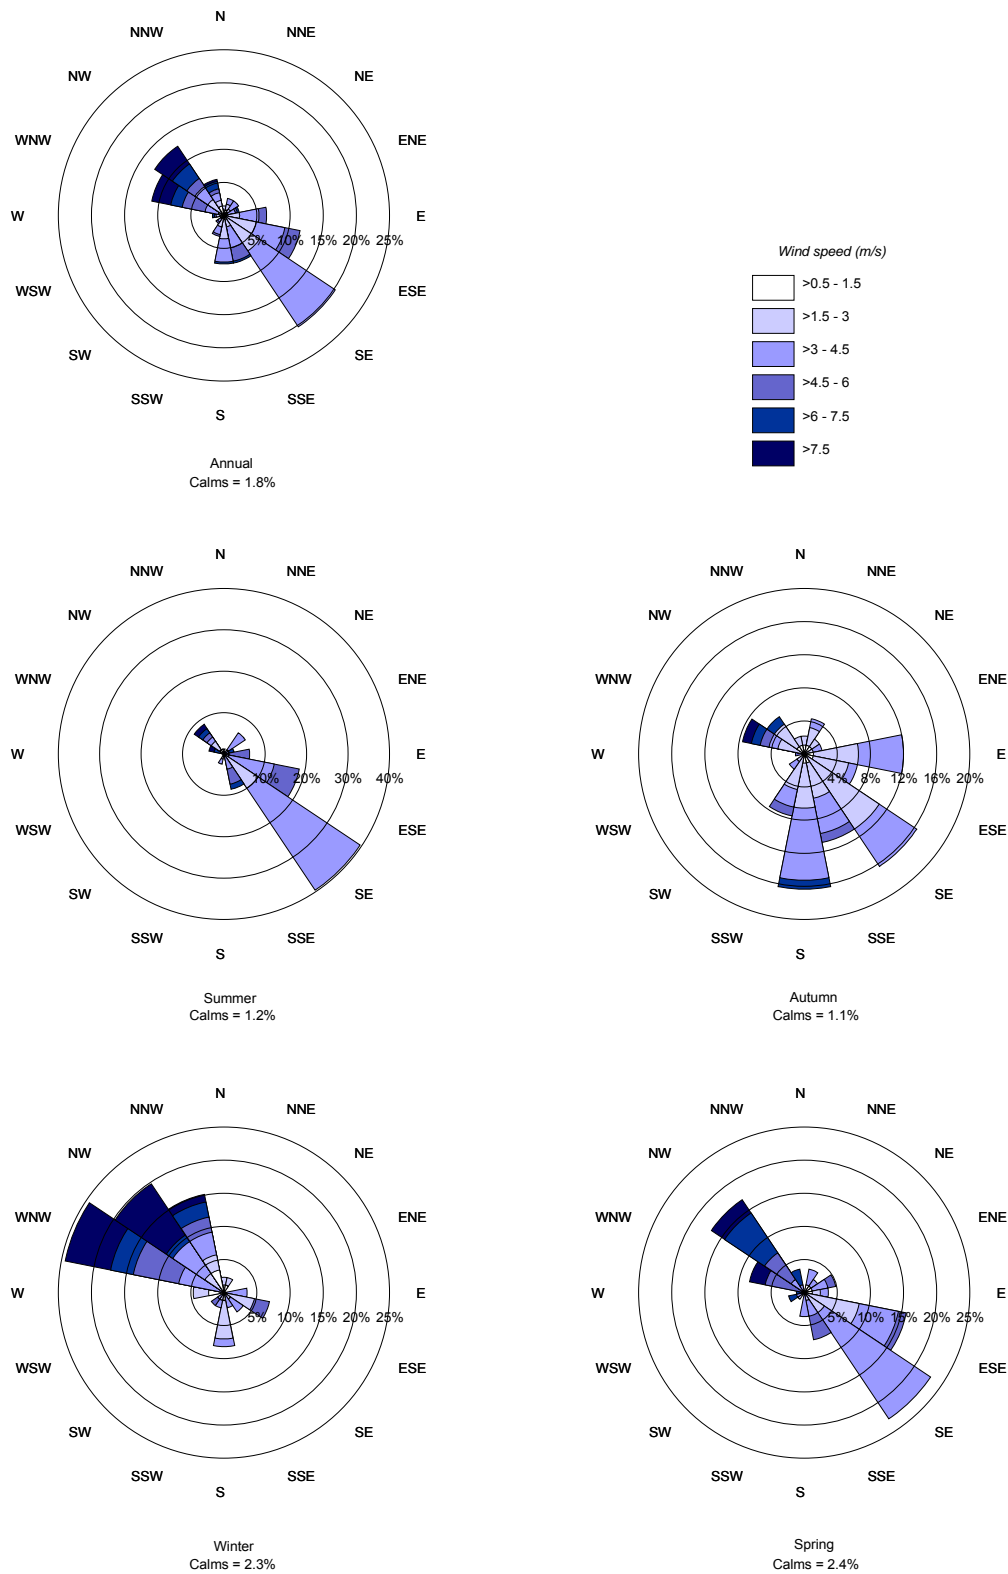 N
NNW NNE
NW NE
WNW ENE
W E
5% 10% 15% 20% 25%
WSW ESE
SW SE
SSW SSE
S
Annual
Calms = 1.8%
Wind speed (m/s)
>0.5 - 1.5
>1.5 - 3
>3 - 4.5
>4.5 - 6
>6 - 7.5
>7.5
N
NNW NNE
NW NE
WNW ENE
W E
10% 20% 30% 40%
WSW ESE
SW SE
SSW SSE
S
Summer
Calms = 1.2%
N
NNW NNE
NW NE
WNW ENE
W E
4% 8% 12% 16% 20%
WSW ESE
SW SE
SSW SSE
S
Autumn
Calms = 1.1%
N
NNW NNE
NW NE
WNW ENE
W E
5% 10% 15% 20% 25%
WSW ESE
SW SE
SSW SSE
S
Winter
Calms = 2.3%
N
NNW NNE
NW NE
WNW ENE
W E
5% 10% 15% 20% 25%
WSW ESE
SW SE
SSW SSE
S
Spring
Calms = 2.4%